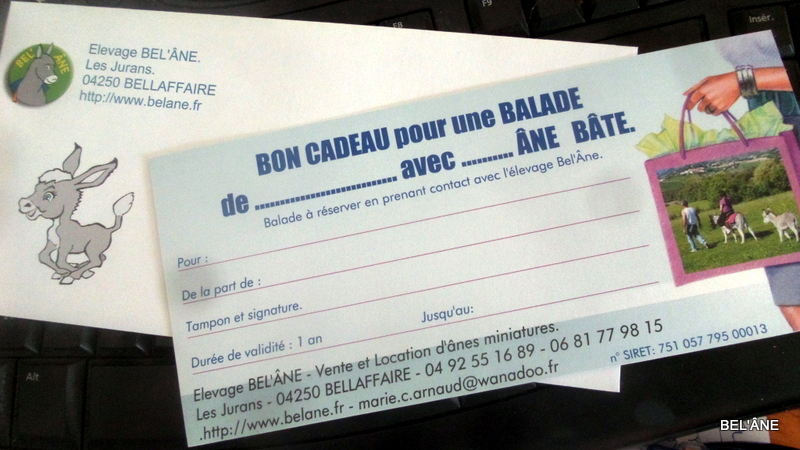 BEL'ÂNE
Elevage BEL'ÂNE.
Les Jurans.
04250 BELLAFFAIRE
http://www.belane.fr
BON CADEAU pour une BALADE
de .............................. avec .......... ÂNE BÂTE.
Balade à réserver en prenant contact avec l'élevage Bel'Âne.
Pour :
De la part de :
Tampon et signature.
Durée de validité : 1 an Jusqu'au:
Elevage BEL'ÂNE - Vente et Location d'ânes miniatures.
Les Jurans - 04250 BELLAFFAIRE - 04 92 55 16 89 - 06 81 77 98 15
.http://www.belane.fr - marie.c.arnaud@wanadoo.fr
n° SIRET: 751 057 795 00013
F8
F9
Insér.
Alt
BEL'ÂNE